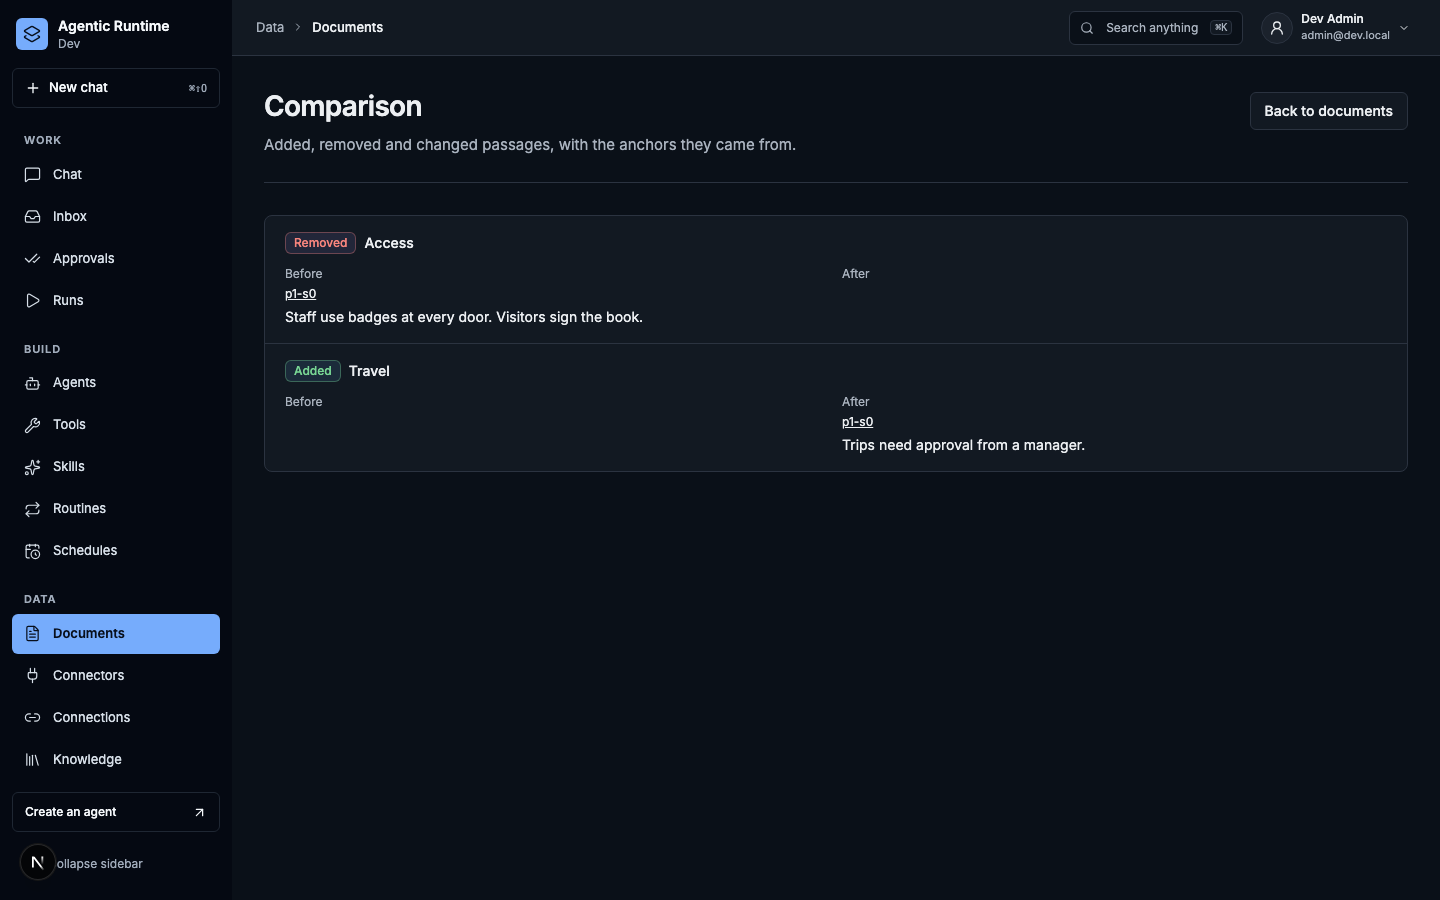 Agentic Runtime
Dev
New chat ⌘⇧O
WORK
Chat
Inbox
Approvals
Runs
BUILD
Agents
Tools
Skills
Routines
Schedules
DATA
Documents
Connectors
Connections
Knowledge
Create an agent
N ollapse sidebar
Data > Documents
Search anything ⌘K
Dev Admin
admin@dev.local
Comparison
Back to documents
Added, removed and changed passages, with the anchors they came from.
Removed Access
Before After
p1-s0
Staff use badges at every door. Visitors sign the book.
Added Travel
Before After
p1-s0
Trips need approval from a manager.